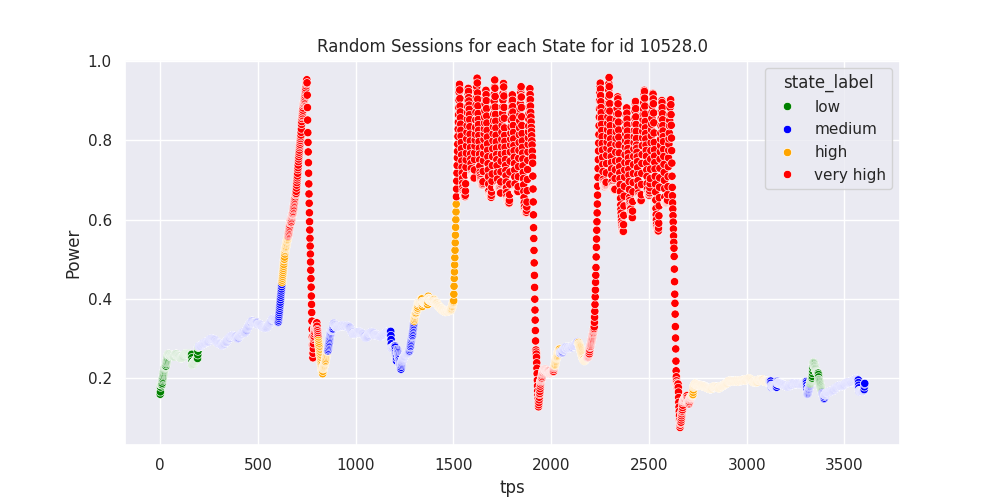 Random Sessions for each State for id 10528.0
1.0
0.8
0.6
0.4
0.2
Power
state_label
low
medium
high
very high
0
500
1000
1500
2000
2500
3000
3500
tps